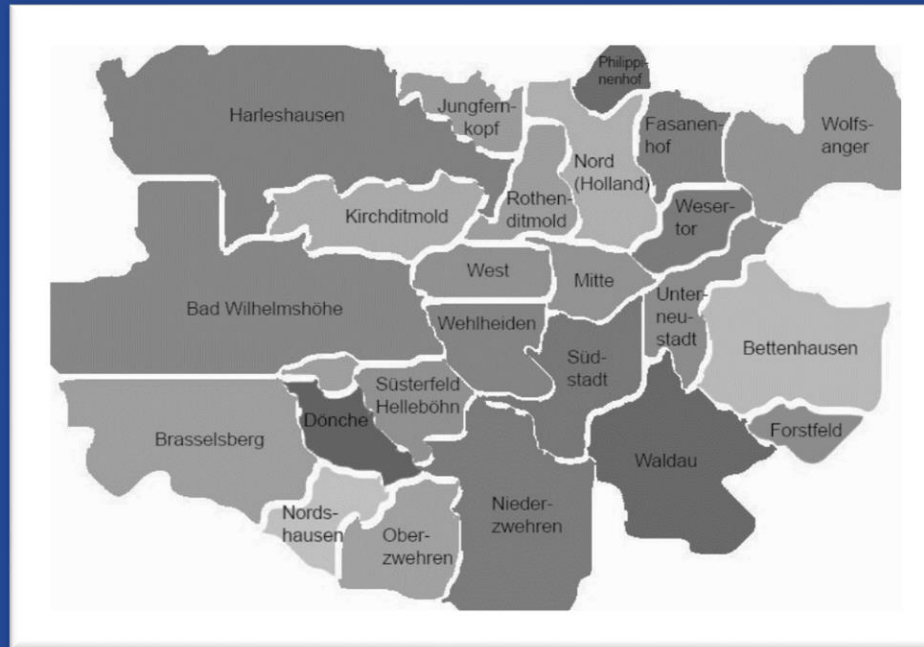 Philippi-
nenhof
Harleshausen
Jungfern-
kopf
Fasanen-
hof
Wolfs-
anger
Nord
(Holland)
Rothen-
ditmold
Kirchditmold
Weser-
tor
West
Mitte
Unter-
neu-
stadt
Bad Wilhelmshöhe
Wehlheiden
Süd-
stadt
Bettenhausen
Süsterfeld
Helleböhn
Dönche
Brasselsberg
Forstfeld
Waldau
Nords-
hausen
Ober-
zwehren
Nieder-
zwehren